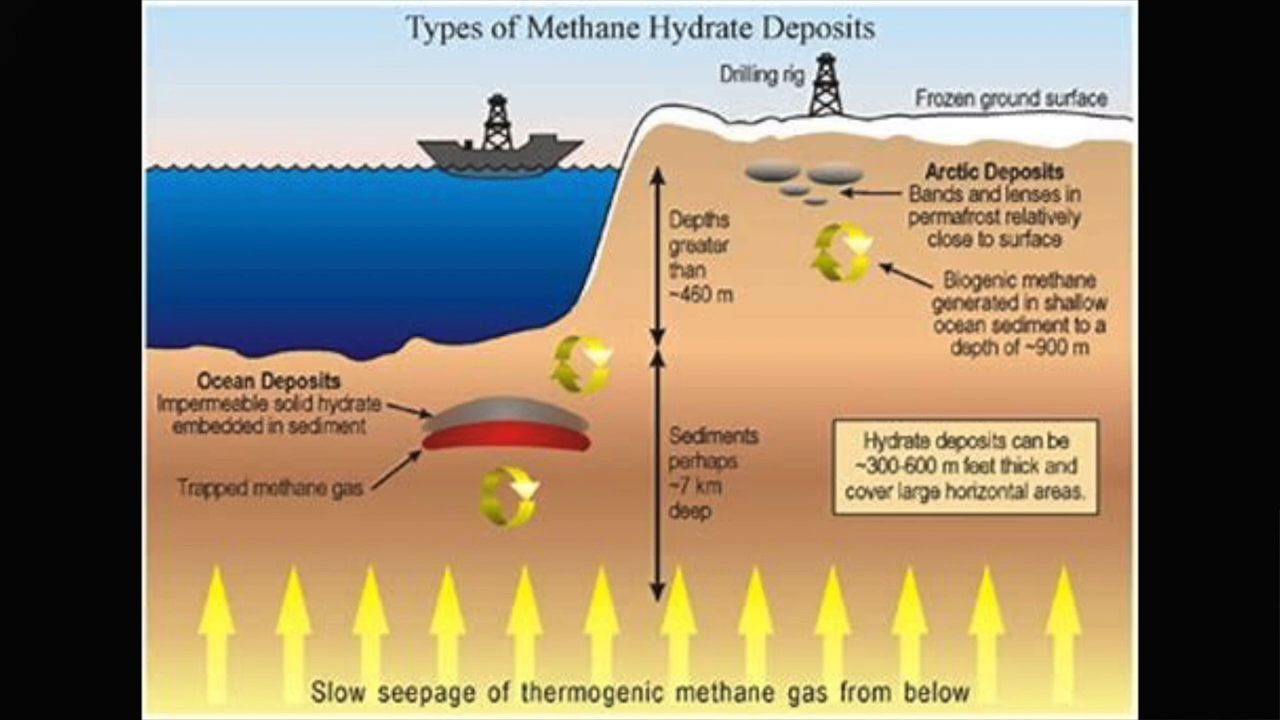 Types of Methane Hydrate Deposits
Drilling rig
Frozen ground surface
Arctic Deposits
Bands and lenses in
permafrost relatively
close to surface
Depths
greater
than
~460 m
Biogenic methane
generated in shallow
ocean sediment to a
depth of ~900 m
Ocean Deposits
Impermeable solid hydrate
embedded in sediment
Trapped methane gas
Sediments
perhaps
~7 km
deep
Hydrate deposits can be
~300-600 m feet thick and
cover large horizontal areas.
Slow seepage of thermogenic methane gas from below